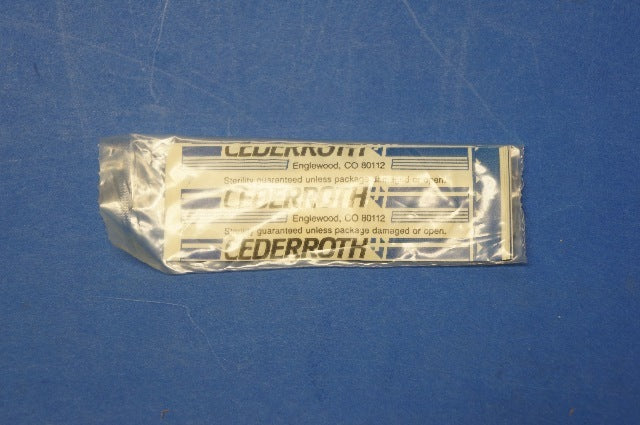 CEDERROTH
Englewood, CO 80112
Sterility guaranteed unless package damaged or open.
CEDERROTH
Englewood, CO 80112
Sterility guaranteed unless package damaged or open.
CEDERROTH